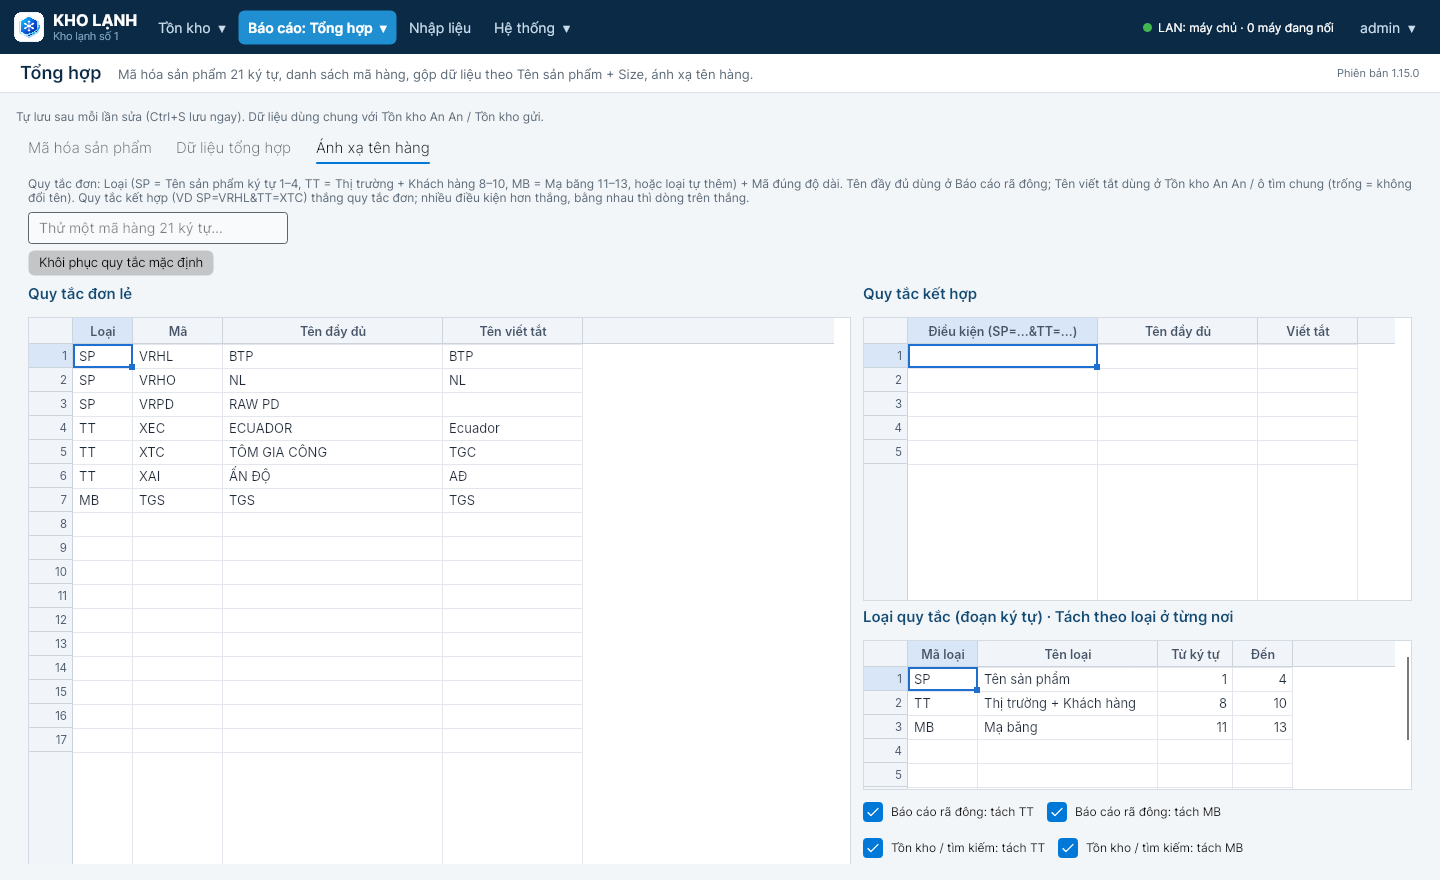 KHO LẠNH
Kho lạnh số 1
Tồn kho ▾
Báo cáo: Tổng hợp ▾
Nhập liệu
Hệ thống ▾
LAN: máy chủ · 0 máy đang nối
admin ▾
Tổng hợp
Mã hóa sản phẩm 21 ký tự, danh sách mã hàng, gộp dữ liệu theo Tên sản phẩm + Size, ánh xạ tên hàng.
Phiên bản 1.15.0
Tự lưu sau mỗi lần sửa (Ctrl+S lưu ngay). Dữ liệu dùng chung với Tồn kho An An / Tồn kho gửi.
Mã hóa sản phẩm
Dữ liệu tổng hợp
Ánh xạ tên hàng
Quy tắc đơn: Loại (SP = Tên sản phẩm ký tự 1–4, TT = Thị trường + Khách hàng 8–10, MB = Mạ băng 11–13, hoặc loại tự thêm) + Mã đúng độ dài. Tên đầy đủ dùng ở Báo cáo rã đông; Tên viết tắt dùng ở Tồn kho An An / ô tìm chung (trống = không
đổi tên). Quy tắc kết hợp (VD SP=VRHL&TT=XTC) thắng quy tắc đơn; nhiều điều kiện hơn thắng, bằng nhau thì dòng trên thắng.
Thử một mã hàng 21 ký tự...
Khôi phục quy tắc mặc định
Quy tắc đơn lẻ
Loại Mã Tên đầy đủ Tên viết tắt
1 SP VRHL BTP BTP
2 SP VRHO NL NL
3 SP VRPD RAW PD
4 TT XEC ECUADOR Ecuador
5 TT XTC TÔM GIA CÔNG TGC
6 TT XAI ẤN ĐỘ AĐ
7 MB TGS TGS TGS
8
9
10
11
12
13
14
15
16
17
Quy tắc kết hợp
Điều kiện (SP=...&TT=...) Tên đầy đủ Viết tắt
1
2
3
4
5
Loại quy tắc (đoạn ký tự) · Tách theo loại ở từng nơi
Mã loại Tên loại Từ ký tự Đến
1 SP Tên sản phẩm 1 4
2 TT Thị trường + Khách hàng 8 10
3 MB Mạ băng 11 13
4
5
Báo cáo rã đông: tách TT
Báo cáo rã đông: tách MB
Tồn kho / tìm kiếm: tách TT
Tồn kho / tìm kiếm: tách MB